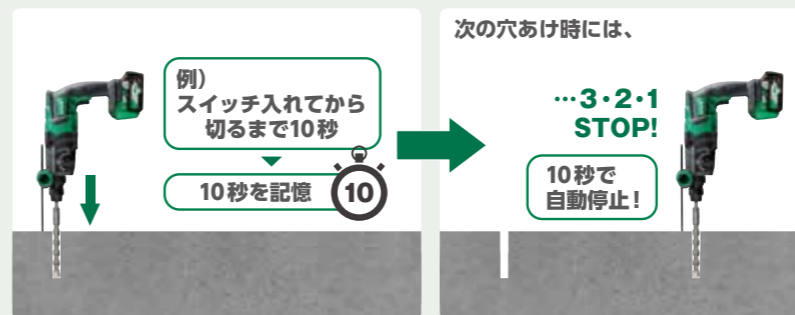 例）
スイッチ入れてから
切るまで10秒
10秒を記憶
10
次の穴あけ時には、
…3・2・1
STOP!
10秒で
自動停止！